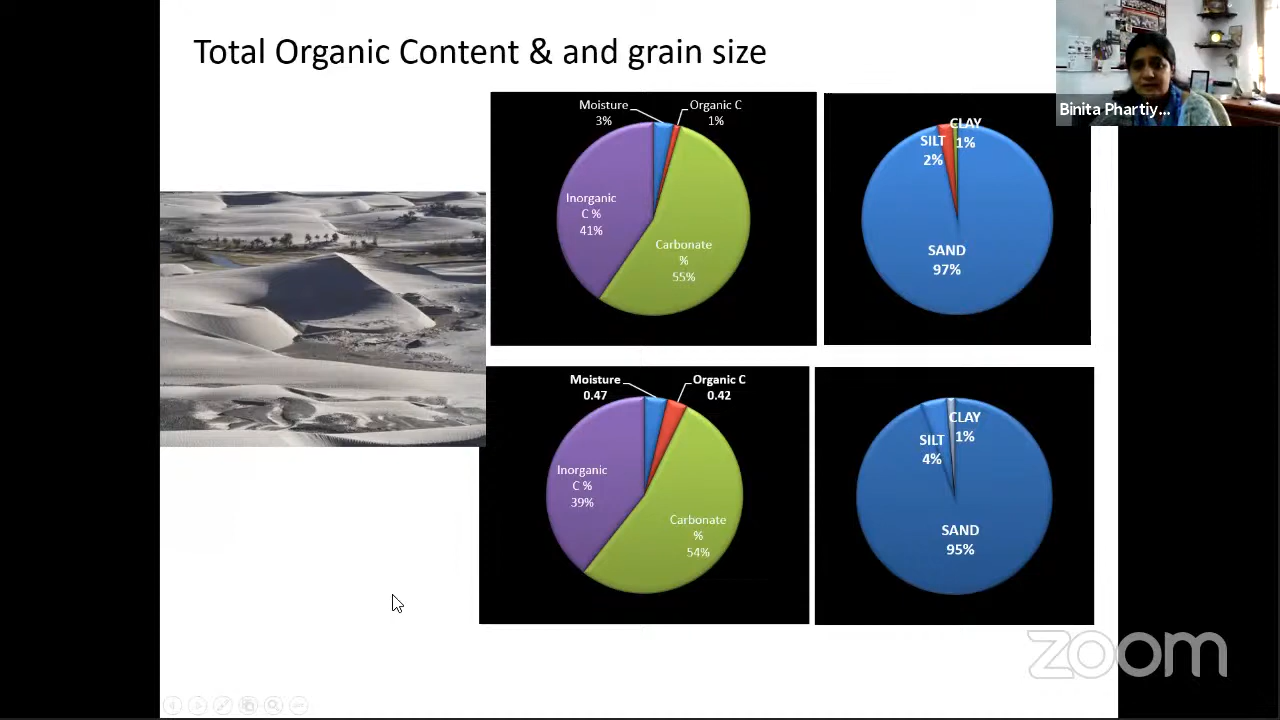 Total Organic Content & and grain size
Binita Phartiy...
Moisture
3%
Organic C
1%
Inorganic
C %
41%
Carbonate
%
55%
CLAY
1%
SILT
2%
SAND
97%
Moisture
0.47
Organic C
0.42
Inorganic
C %
39%
Carbonate
%
54%
CLAY
1%
SILT
4%
SAND
95%
zoom